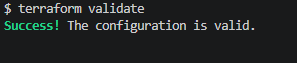 $ terraform validate
Success! The configuration is valid.